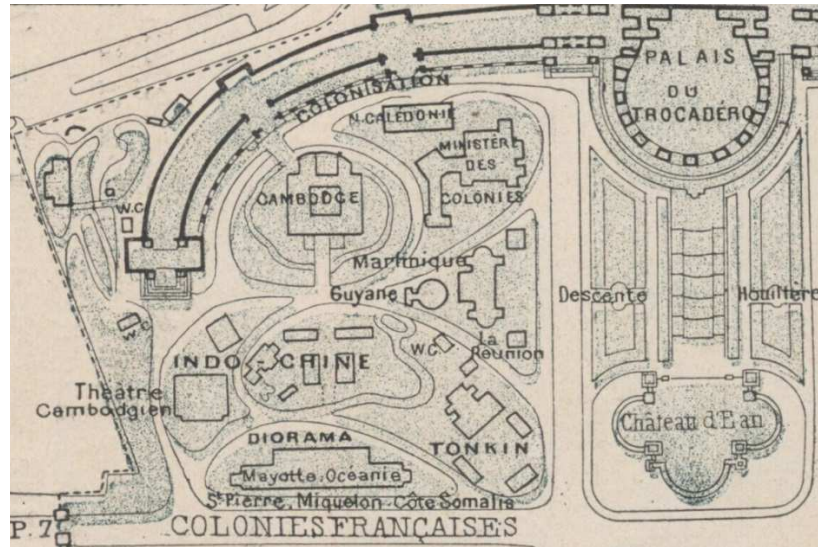 PALAIS
DU
TROCADÉRO
COLONISATION
N. CALÉDONIE
MINISTÈRE
DES
COLONIES
CAMBODGE
W.C.
Martinique
Guyane
Descente
Houillère
W.C.
La
Réunion
W.C.
INDO-CHINE
Théatre
Cambodgien
Château d'Eau
TONKIN
DIORAMA
Mayotte. Océanie
St Pierre. Miquelon-Côte Somalis
P. 7
COLONIES FRANÇAISES